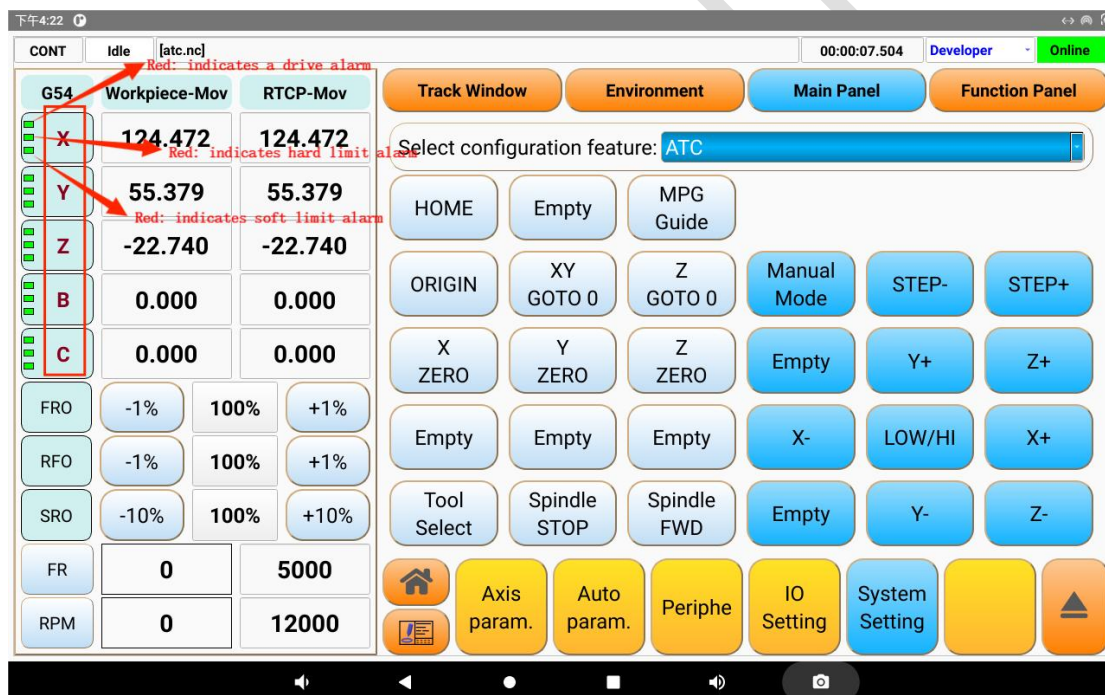 下午4:22
CONT Idle [atc.nc] 00:00:07.504 Developer Online
Red: indicates a drive alarm
G54 Workpiece-Mov RTCP-Mov Track Window Environment Main Panel Function Panel
X 124.472 124.472
Red: indicates hard limit alarm
Select configuration feature: ATC
Y 55.379 55.379
Red: indicates soft limit alarm
HOME Empty MPG Guide
Z -22.740 -22.740
ORIGIN XY GOTO 0 Z GOTO 0 Manual Mode STEP- STEP+
B 0.000 0.000
C 0.000 0.000
X ZERO Y ZERO Z ZERO Empty Y+ Z+
FRO -1% 100% +1%
Empty Empty Empty X- LOW/HI X+
RFO -1% 100% +1%
SRO -10% 100% +10%
Tool Select Spindle STOP Spindle FWD Empty Y- Z-
FR 0 5000
Axis param. Auto param. Periphe IO Setting System Setting
RPM 0 12000